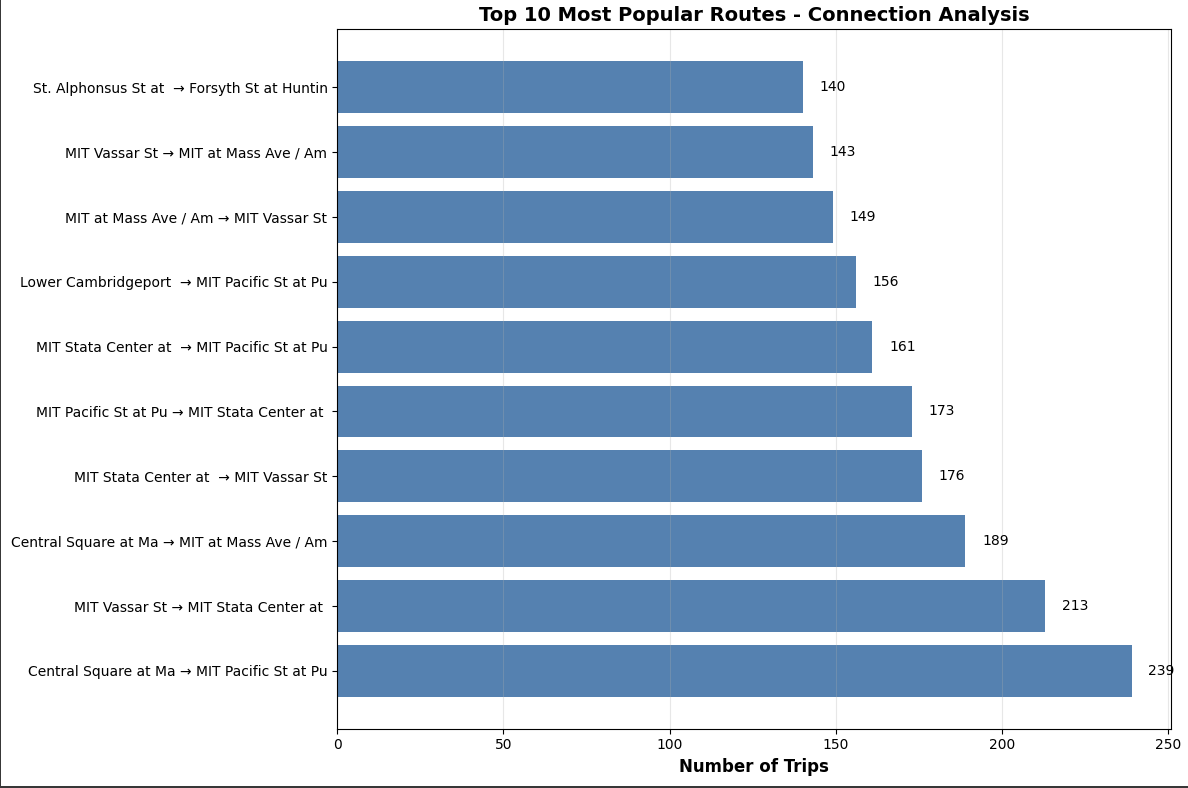 Top 10 Most Popular Routes - Connection Analysis
St. Alphonsus St at  → Forsyth St at Huntin 140
MIT Vassar St → MIT at Mass Ave / Am 143
MIT at Mass Ave / Am → MIT Vassar St 149
Lower Cambridgeport  → MIT Pacific St at Pu 156
MIT Stata Center at  → MIT Pacific St at Pu 161
MIT Pacific St at Pu → MIT Stata Center at 173
MIT Stata Center at  → MIT Vassar St 176
Central Square at Ma → MIT at Mass Ave / Am 189
MIT Vassar St → MIT Stata Center at 213
Central Square at Ma → MIT Pacific St at Pu 239
0 50 100 150 200 250
Number of Trips